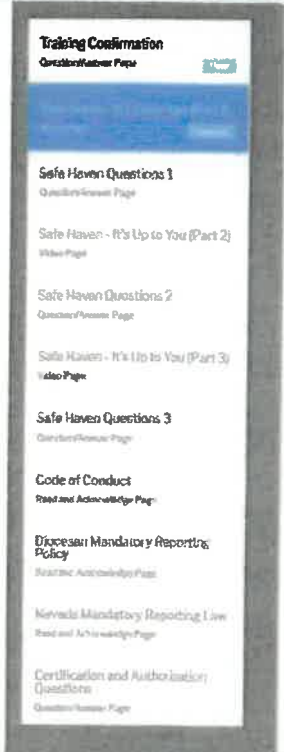 Training Confirmation
Question/Answer Page
Safe Haven Questions 1
Question/Answer Page
Safe Haven - It's Up to You (Part 2)
Video Page
Safe Haven Questions 2
Question/Answer Page
Safe Haven - It's Up to You (Part 3)
Video Page
Safe Haven Questions 3
Question/Answer Page
Code of Conduct
Read and Acknowledge Page
Diocesan Mandatory Reporting
Policy
Read and Acknowledge Page
Nevada Mandatory Reporting Law
Read and Acknowledge Page
Certification and Authorization
Questions
Question/Answer Page